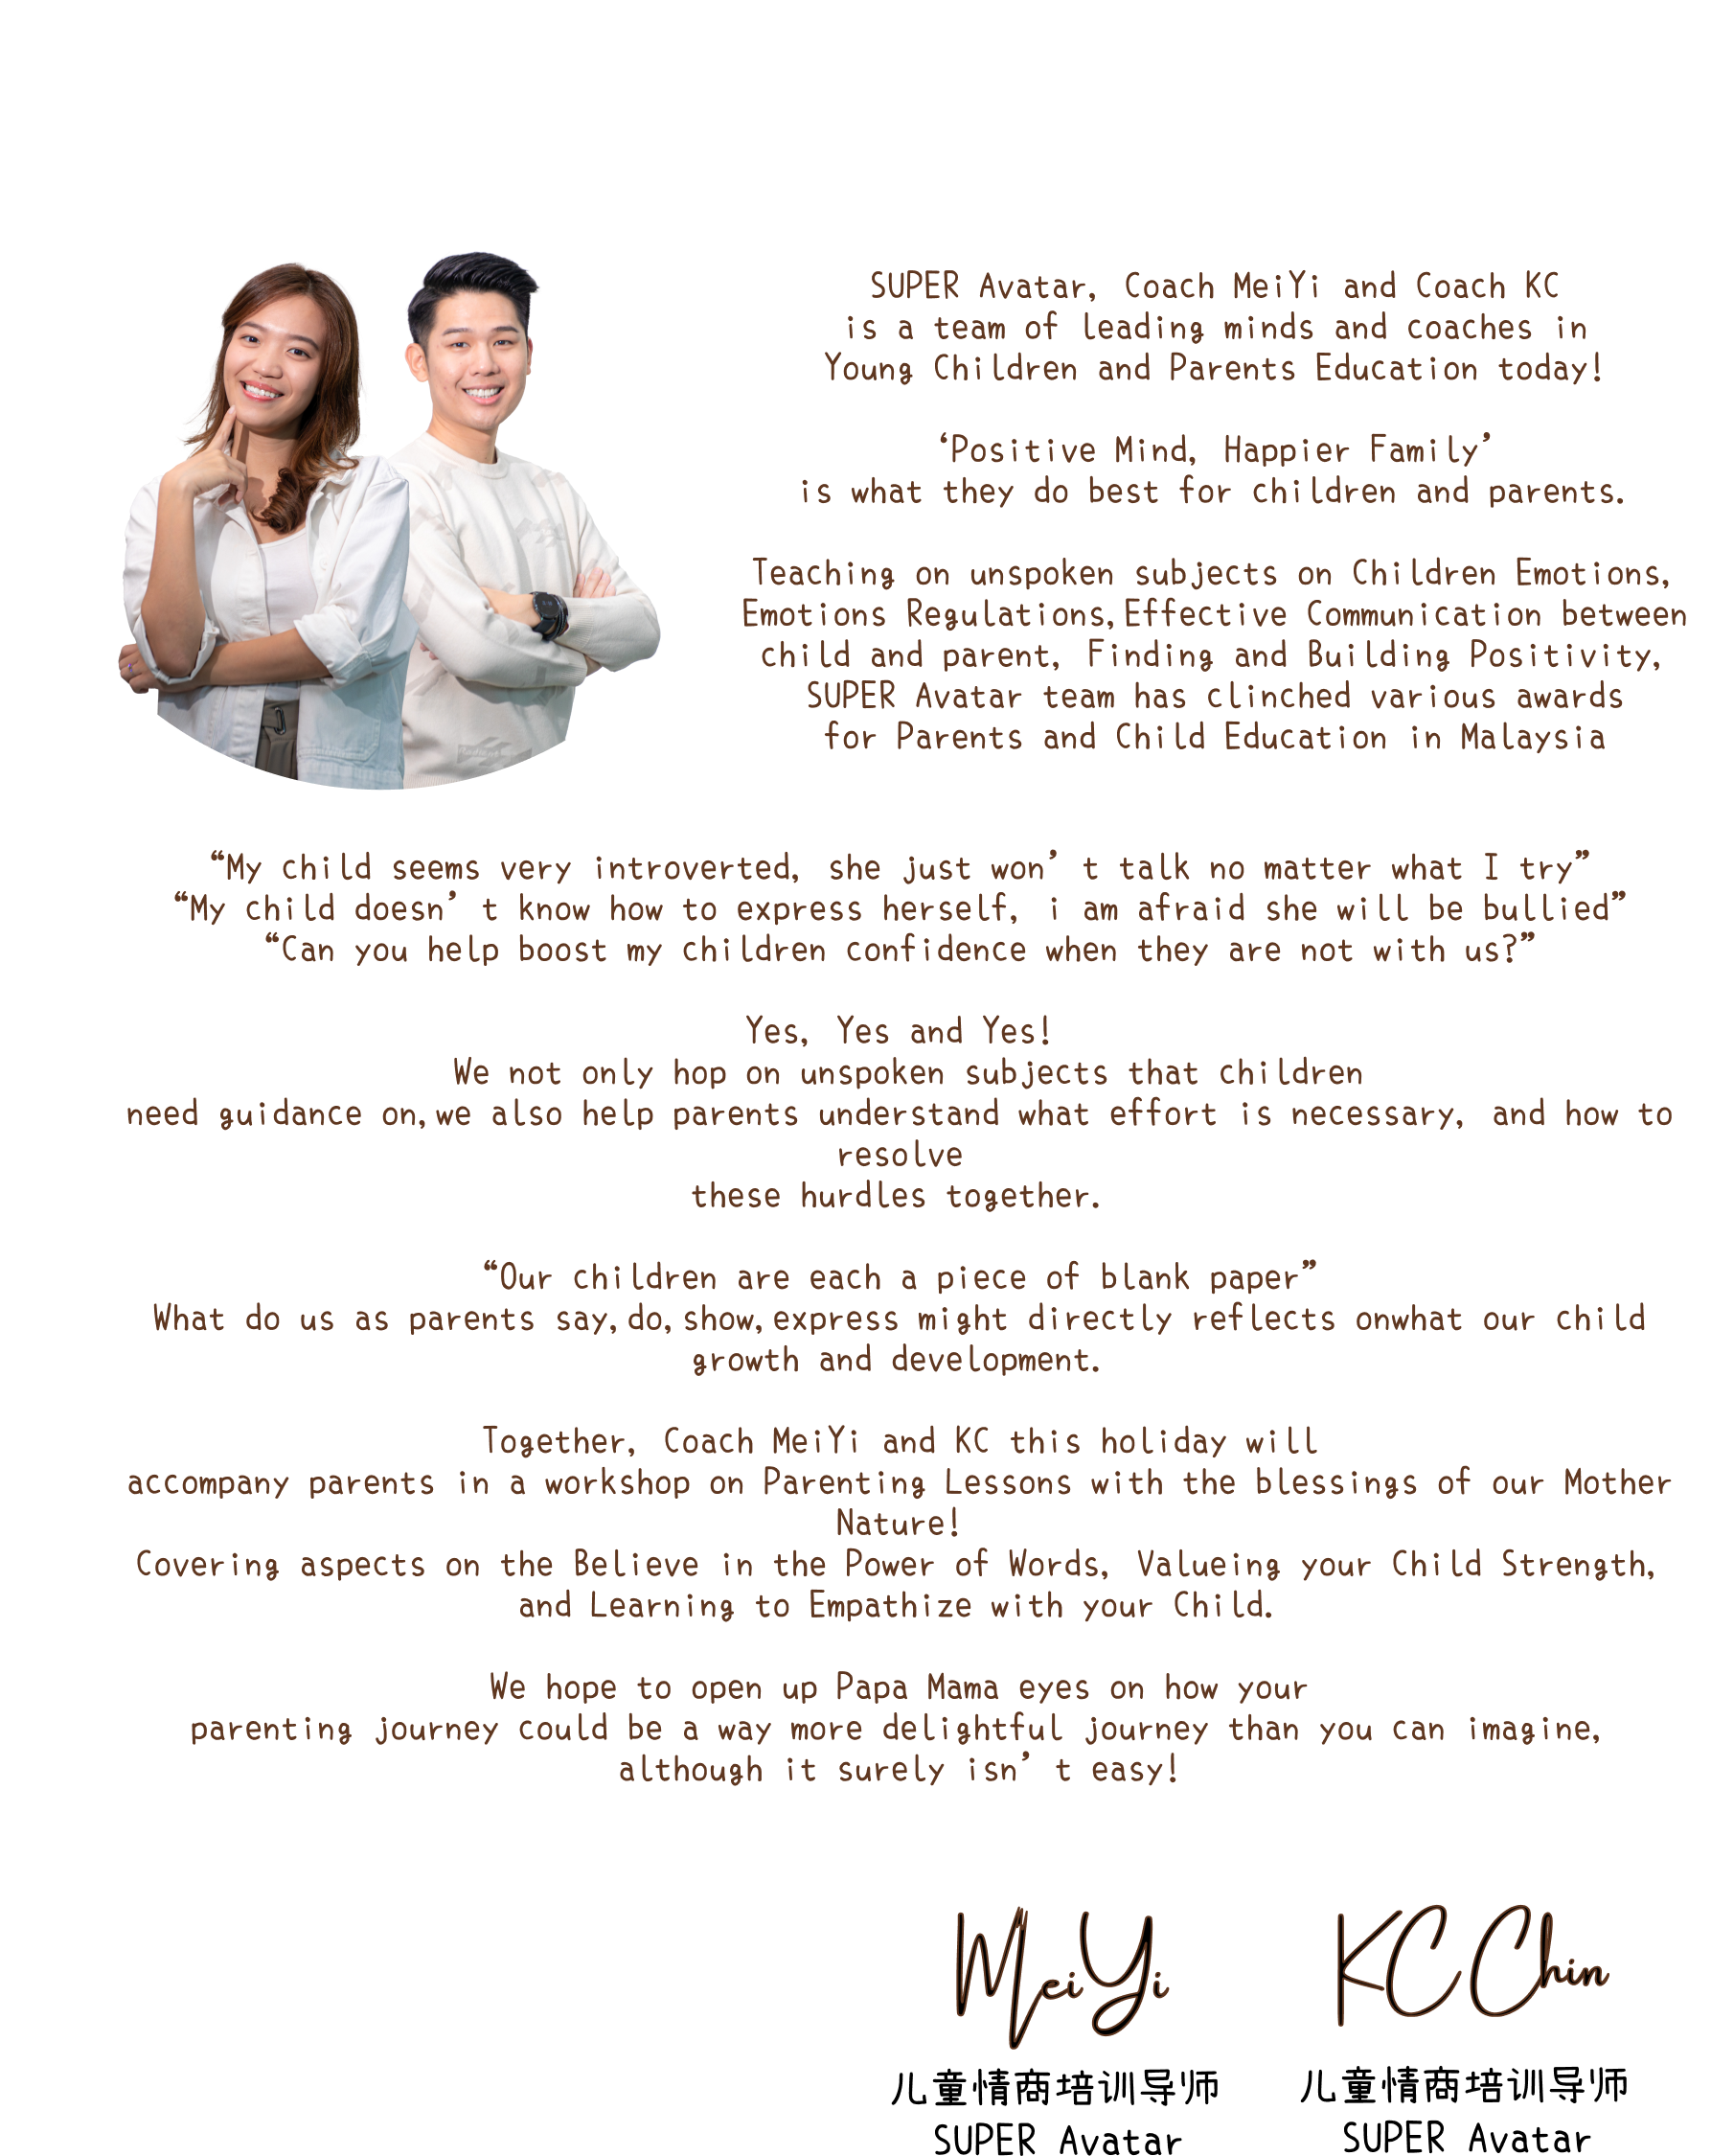 SUPER Avatar, Coach MeiYi and Coach KC
is a team of leading minds and coaches in
Young Children and Parents Education today!
‘Positive Mind, Happier Family’
is what they do best for children and parents.
Teaching on unspoken subjects on Children Emotions,
Emotions Regulations,Effective Communication between
child and parent, Finding and Building Positivity,
SUPER Avatar team has clinched various awards
for Parents and Child Education in Malaysia
“My child seems very introverted, she just won’t talk no matter what I try”
“My child doesn’t know how to express herself, i am afraid she will be bullied”
“Can you help boost my children confidence when they are not with us?”
Yes, Yes and Yes!
We not only hop on unspoken subjects that children
need guidance on,we also help parents understand what effort is necessary, and how to
resolve
these hurdles together.
“Our children are each a piece of blank paper”
What do us as parents say,do,show,express might directly reflects onwhat our child
growth and development.
Together, Coach MeiYi and KC this holiday will
accompany parents in a workshop on Parenting Lessons with the blessings of our Mother
Nature!
Covering aspects on the Believe in the Power of Words, Valueing your Child Strength,
and Learning to Empathize with your Child.
We hope to open up Papa Mama eyes on how your
parenting journey could be a way more delightful journey than you can imagine,
although it surely isn’t easy!
MeiYi
儿童情商培训导师
SUPER Avatar
KC Chin
儿童情商培训导师
SUPER Avatar